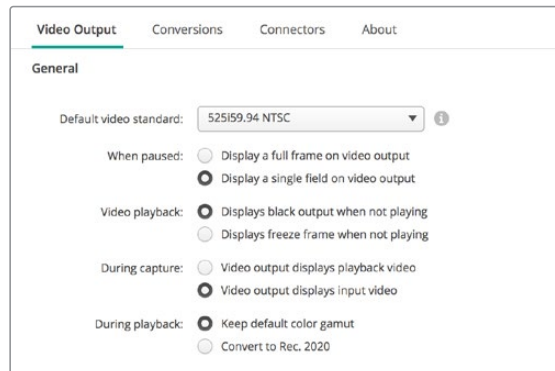 Video Output Conversions Connectors About
General
Default video standard: 525i59.94 NTSC
When paused: Display a full frame on video output
Display a single field on video output
Video playback: Displays black output when not playing
Displays freeze frame when not playing
During capture: Video output displays playback video
Video output displays input video
During playback: Keep default color gamut
Convert to Rec. 2020